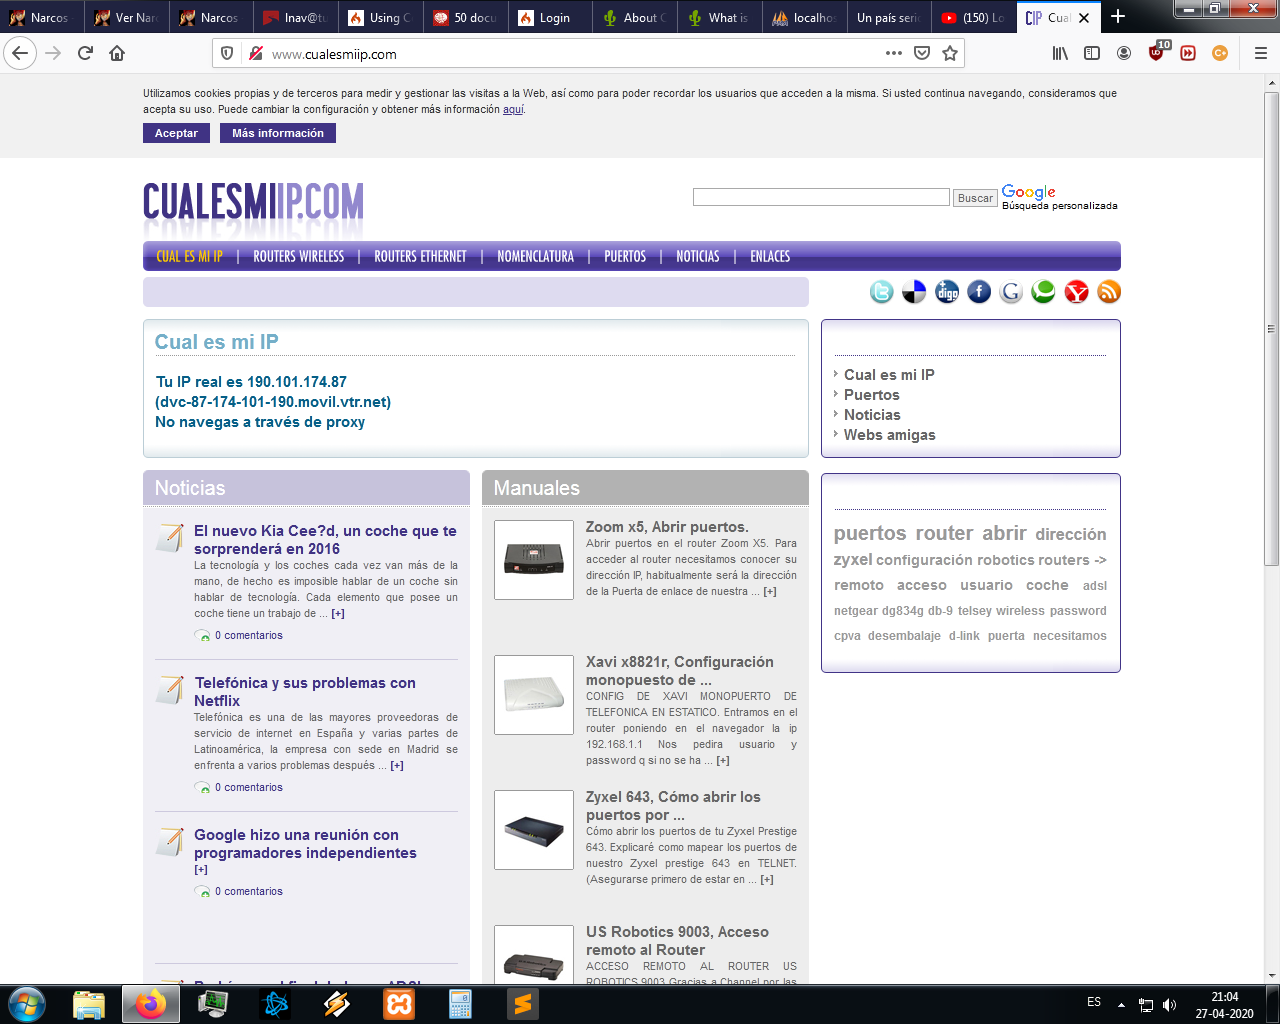 Narcos
Ver Narc
Narcos
Inav@tu
Using C
50 docu
Login
About C
What is
localhos
Un país seric
(150) Lo
Cual
www.cualesmiip.com
10
Utilizamos cookies propias y de terceros para medir y gestionar las visitas a la Web, así como para poder recordar los usuarios que acceden a la misma. Si usted continua navegando, consideramos que
acepta su uso. Puede cambiar la configuración y obtener más información aquí.
Aceptar
Más información
CUALESMIIP.COM
Buscar
Google
Búsqueda personalizada
CUAL ES MI IP | ROUTERS WIRELESS | ROUTERS ETHERNET | NOMENCLATURA | PUERTOS | NOTICIAS | ENLACES
Cual es mi IP
Tu IP real es 190.101.174.87
(dvc-87-174-101-190.movil.vtr.net)
No navegas a través de proxy
Cual es mi IP
Puertos
Noticias
Webs amigas
Noticias
El nuevo Kia Cee?d, un coche que te
sorprenderá en 2016
La tecnología y los coches cada vez van más de la
mano, de hecho es imposible hablar de un coche sin
hablar de tecnología. Cada elemento que posee un
coche tiene un trabajo de ... [+]
0 comentarios
Telefónica y sus problemas con
Netflix
Telefónica es una de las mayores proveedoras de
servicio de internet en España y varias partes de
Latinoamérica, la empresa con sede en Madrid se
enfrenta a varios problemas después ... [+]
0 comentarios
Google hizo una reunión con
programadores independientes
[+]
0 comentarios
Manuales
Zoom x5, Abrir puertos.
Abrir puertos en el router Zoom X5. Para
acceder al router necesitamos conocer su
dirección IP, habitualmente será la dirección
de la Puerta de enlace de nuestra ... [+]
Xavi x8821r, Configuración
monopuesto de ...
CONFIG DE XAVI MONOPUERTO DE
TELEFONICA EN ESTATICO. Entramos en el
router poniendo en el navegador la ip
192.168.1.1 Nos pedira usuario y
password q si no se ha ... [+]
Zyxel 643, Cómo abrir los
puertos por ...
Cómo abrir los puertos de tu Zyxel Prestige
643. Explicaré como mapear los puertos de
nuestro Zyxel prestige 643 en TELNET.
(Asegurarse primero de estar en ... [+]
US Robotics 9003, Acceso
remoto al Router
ACCESO REMOTO AL ROUTER US
ROBOTICS 9003 Gracias a Channel por las
puertos router abrir dirección
zyxel configuración robotics routers ->
remoto acceso usuario coche adsl
netgear dg834g db-9 telsey wireless password
cpva desembalaje d-link puerta necesitamos
ES
21:04
27-04-2020